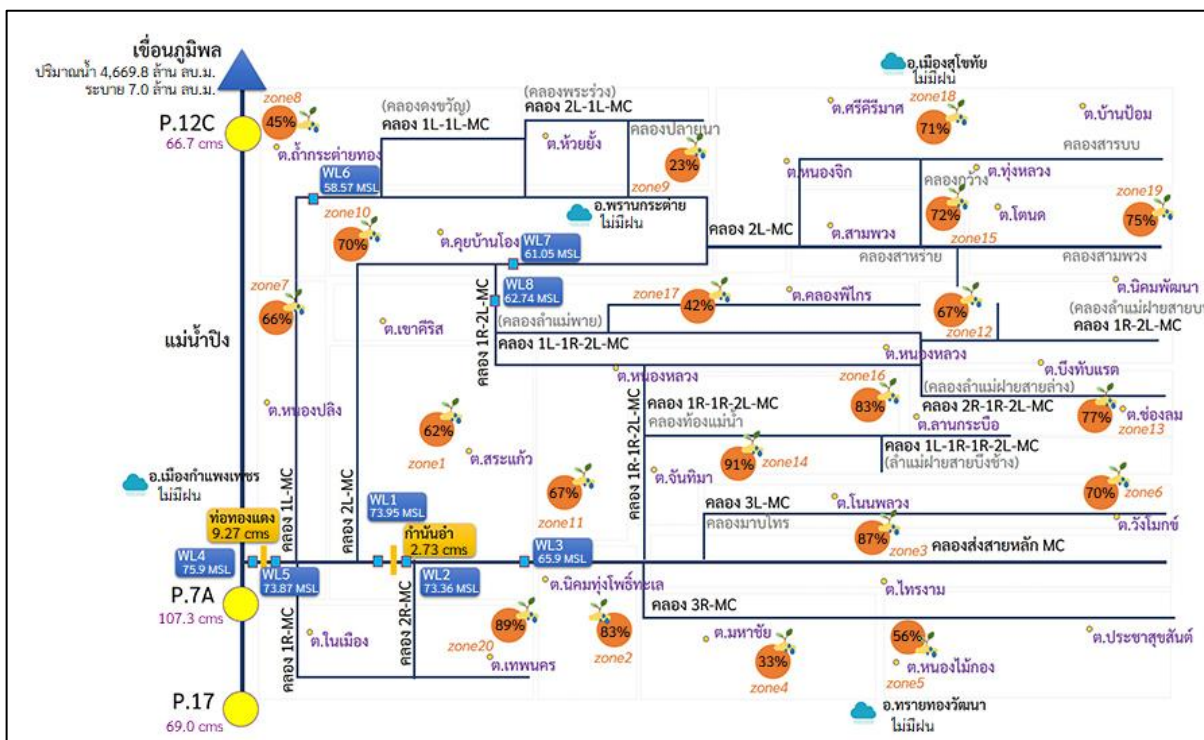 เขื่อนภูมิพล
ปริมาณน้ำ 4,669.8 ล้าน ลบ.ม.
ระบาย 7.0 ล้าน ลบ.ม.
P.12C
66.7 cms
zone8
45%
ต.ถ้ำกระต่ายทอง
WL6
58.57 MSL
(คลองดงขวัญ)
คลอง 1L-1L-MC
(คลองพระร่วง)
คลอง 2L-1L-MC
ต.ห้วยยั้ง
คลองปลายนา
23%
zone9
อ.เมืองสุโขทัย
ไม่มีฝน
zone18
71%
ต.ศรีคีรีมาศ
ต.บ้านป้อม
คลองสารบบ
ต.หนองจิก
คลองกว้าง
ต.ทุ่งหลวง
zone19
75%
72%
zone15
ต.โตนด
ต.สามพวง
คลอง 2L-MC
คลองสาหร่าย
คลองสามพวง
zone10
70%
อ.พรานกระต่าย
ไม่มีฝน
ต.คุยบ้านโอง
WL7
61.05 MSL
WL8
62.74 MSL
คลอง 1R-2L-MC
zone7
66%
แม่น้ำปิง
ต.เขาคีริส
zone17
42%
ต.คลองพิไกร
(คลองลำแม่พาย)
คลอง 1L-1R-2L-MC
67%
zone12
ต.นิคมพัฒนา
(คลองลำแม่ฝายสายบน
คลอง 1R-2L-MC
ต.หนองหลวง
ต.บึงทับแรต
ต.หนองหลวง
zone16
83%
(คลองลำแม่ฝายสายล่าง)
คลอง 2R-1R-2L-MC
77%
zone13
ต.ช่องลม
ต.หนองปลิง
62%
zone1
ต.สระแก้ว
คลอง 1R-1R-2L-MC
คลองท้องแม่น้ำ
คลอง 1R-1R-2L-MC
ต.ลานกระบือ
คลอง 1L-1R-1R-2L-MC
(ลำแม่ฝายสายบึงช้าง)
91%
zone14
ต.จันทิมา
อ.เมืองกำแพงเพชร
ไม่มีฝน
คลอง 1L-MC
คลอง 2L-MC
67%
zone11
คลอง 3L-MC
คลองมาบไทร
ต.โนนพลวง
70%
zone6
ต.วังโมกข์
87%
zone3
คลองส่งสายหลัก MC
ท่อทองแดง
9.27 cms
WL4
75.9 MSL
WL5
73.87 MSL
WL1
73.95 MSL
กำนันอำ
2.73 cms
WL2
73.36 MSL
WL3
65.9 MSL
ต.นิคมทุ่งโพธิ์ทะเล
ต.ไทรงาม
P.7A
107.3 cms
คลอง 1R-MC
ต.ในเมือง
คลอง 2R-MC
89%
zone20
ต.เทพนคร
83%
zone2
คลอง 3R-MC
ต.มหาชัย
33%
zone4
56%
zone5
ต.หนองไม้กอง
ต.ประชาสุขสันต์
P.17
69.0 cms
อ.ทรายทองวัฒนา
ไม่มีฝน